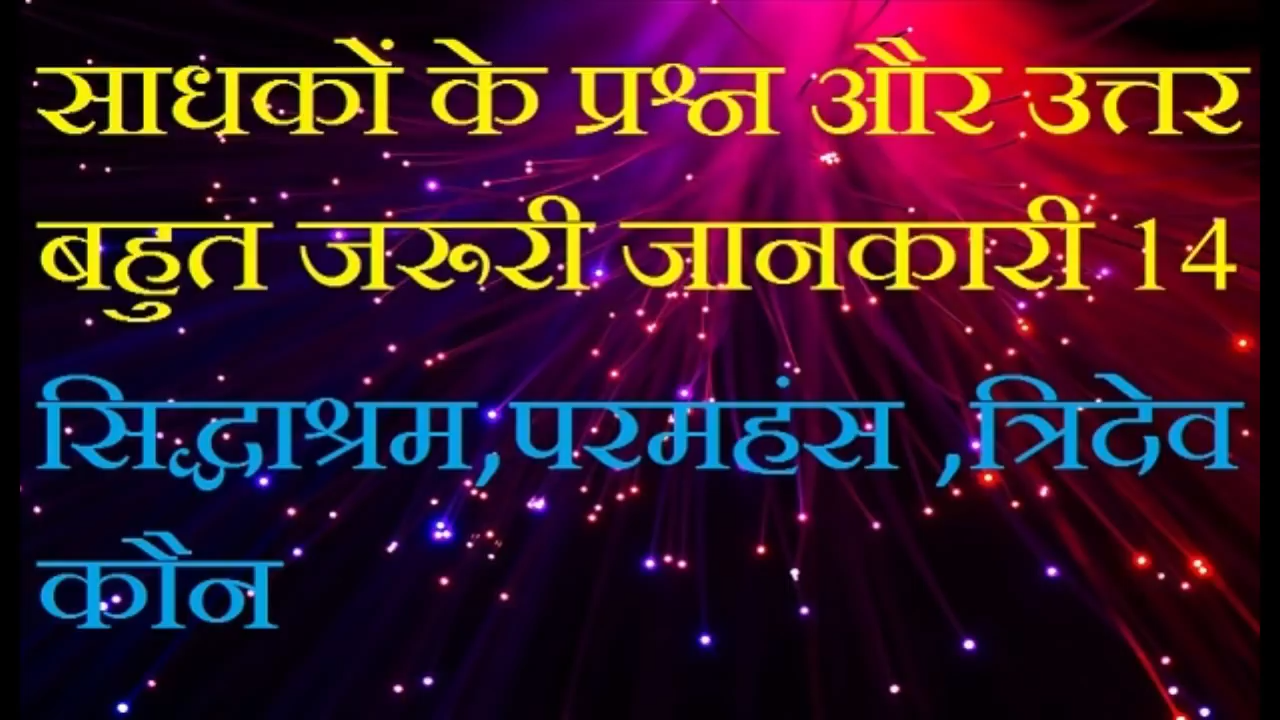 साधकों के प्रश्न और उत्तर
बहुत जरूरी जानकारी 14
सिद्धाश्रम,परमहंस ,त्रिदेव
कौन